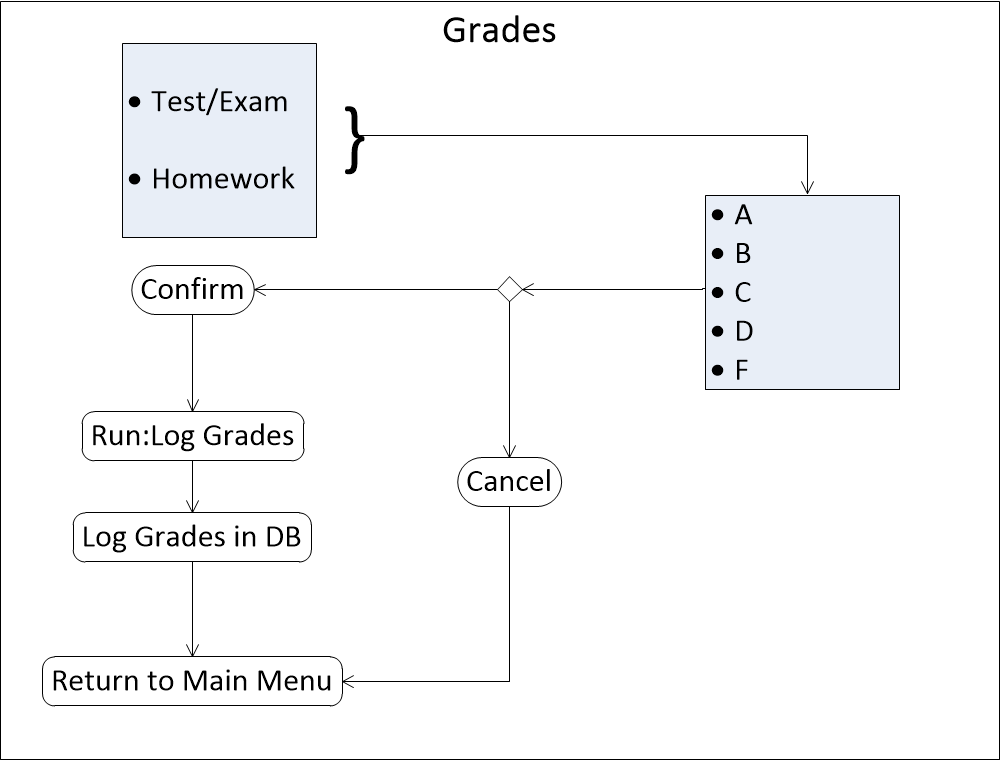 Grades
• Test/Exam
• Homework
}
• A
• B
• C
• D
• F
Confirm
Run:Log Grades
Cancel
Log Grades in DB
Return to Main Menu